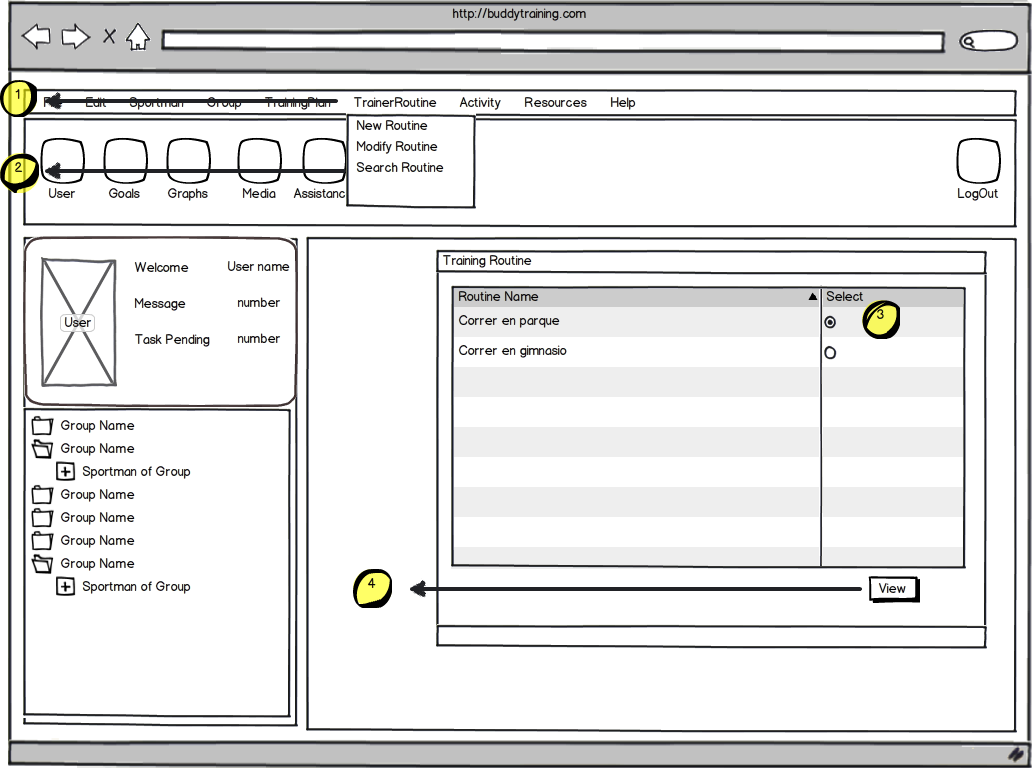 http://buddytraining.com
1
Edit Sportman Group TrainingPlan TrainerRoutine Activity Resources Help
New Routine
Modify Routine
Search Routine
2
User Goals Graphs Media Assistanc LogOut
Welcome User name
Message number
User
Task Pending number
Training Routine
Routine Name Select
Correr en parque
3
Correr en gimnasio
Group Name
Group Name
Sportman of Group
Group Name
Group Name
Group Name
Group Name
Sportman of Group
4
View